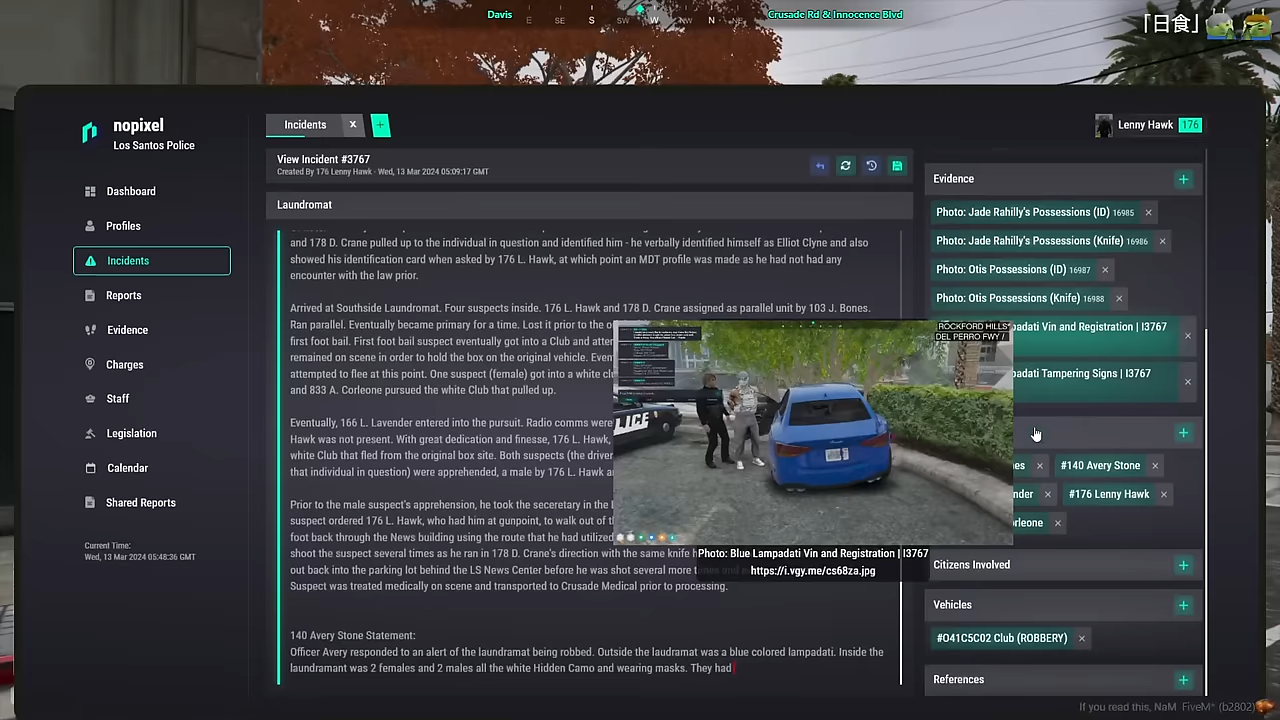 Davis
E
SE
S
SW
W
NW
N
NE
Crusade Rd & Innocence Blvd
「日食」
nopixel
Los Santos Police
Dashboard
Profiles
Incidents
Reports
Evidence
Charges
Staff
Legislation
Calendar
Shared Reports
Current Time:
Wed, 13 Mar 2024 05:48:36 GMT
Incidents x +
Lenny Hawk 176
View Incident #3767
Created By 176 Lenny Hawk · Wed, 13 Mar 2024 05:09:17 GMT
Laundromat
and 178 D. Crane pulled up to the individual in question and identified him - he verbally identified himself as Elliot Clyne and also
showed his identification card when asked by 176 L. Hawk, at which point an MDT profile was made as he had not had any
encounter with the law prior.
Arrived at Southside Laundromat. Four suspects inside. 176 L. Hawk and 178 D. Crane assigned as parallel unit by 103 J. Bones.
Ran parallel. Eventually became primary for a time. Lost it prior to the
first foot bail. First foot bail suspect eventually got into a Club and
remained on scene in order to hold the box on the original vehicle.
attempted to flee at this point. One suspect (female) got into a white
and 833 A. Corleone pursued the white Club that pulled up.
Eventually, 166 L. Lavender entered into the pursuit. Radio comms were
Hawk was not present. With great dedication and finesse, 176 L. Hawk,
white Club that fled from the original box site. Both suspects (the
that individual in question) were apprehended, a male by 176 L. Hawk
Prior to the male suspect's apprehension, he took the seceretary in the
suspect ordered 176 L. Hawk, who had him at gunpoint, to walk out of
foot back through the News building using the route that he had utilized
shoot the suspect several times as he ran in 178 D. Crane's direction with the same knife
out back into the parking lot behind the LS News Center before he was shot several more
Suspect was treated medically on scene and transported to Crusade Medical prior to processing.
140 Avery Stone Statement:
Officer Avery responded to an alert of the laundramat being robbed. Outside the laudramat was a blue colored lampadati. Inside the
laundramant was 2 females and 2 males all the white Hidden Camo and wearing masks. They had
ROCKFORD HILLS
DEL PERRO FWY /
Photo: Blue Lampadati Vin and Registration | I3767
https://i.vgy.me/cs68za.jpg
Evidence +
Photo: Jade Rahilly's Possessions (ID) 16985 x
Photo: Jade Rahilly's Possessions (Knife) 16986 x
Photo: Otis Possessions (ID) 16987 x
Photo: Otis Possessions (Knife) 16988 x
Vin and Registration | I3767 x
Tampering Signs | I3767 x
+
x #140 Avery Stone x
x #176 Lenny Hawk x
x
Citizens Involved +
Vehicles +
#O41C5C02 Club (ROBBERY) x
References +
If you read this, NaM FiveM® (b2802)